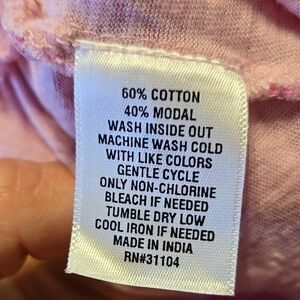 60% COTTON
40% MODAL
WASH INSIDE OUT
MACHINE WASH COLD
WITH LIKE COLORS
GENTLE CYCLE
ONLY NON-CHLORINE
BLEACH IF NEEDED
TUMBLE DRY LOW
COOL IRON IF NEEDED
MADE IN INDIA
RN#31104